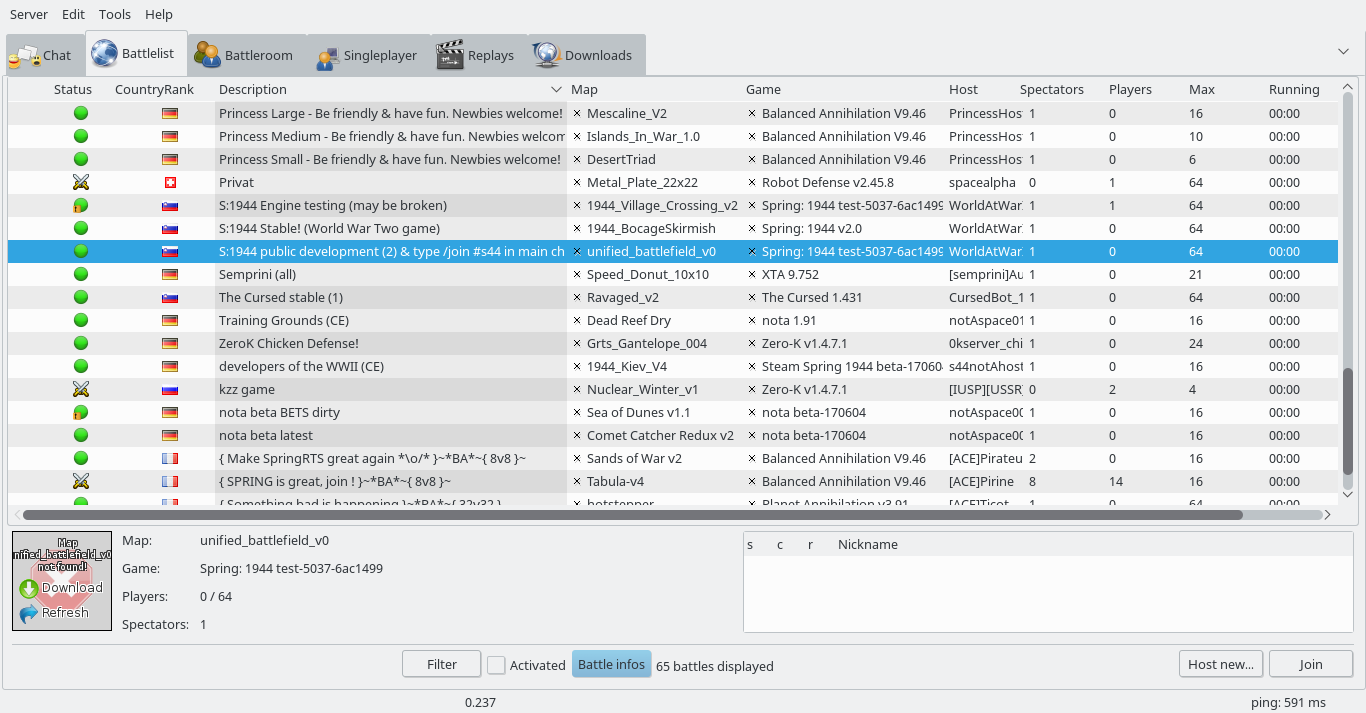 Server Edit Tools Help
Chat Battlelist Battleroom Singleplayer Replays Downloads
Status CountryRank Description Map Game Host Spectators Players Max Running
Princess Large - Be friendly & have fun. Newbies welcome! Mescaline_V2 Balanced Annihilation V9.46 PrincessHos 1 0 16 00:00
Princess Medium - Be friendly & have fun. Newbies welcom Islands_In_War_1.0 Balanced Annihilation V9.46 PrincessHos 1 0 10 00:00
Princess Small - Be friendly & have fun. Newbies welcome! DesertTriad Balanced Annihilation V9.46 PrincessHos 1 0 6 00:00
Privat Metal_Plate_22x22 Robot Defense v2.45.8 spacealpha 0 1 64 00:00
S:1944 Engine testing (may be broken) 1944_Village_Crossing_v2 Spring: 1944 test-5037-6ac1499 WorldAtWar 1 1 64 00:00
S:1944 Stable! (World War Two game) 1944_BocageSkirmish Spring: 1944 v2.0 WorldAtWar 1 0 64 00:00
S:1944 public development (2) & type /join #s44 in main ch unified_battlefield_v0 Spring: 1944 test-5037-6ac1499 WorldAtWar 1 0 64 00:00
Semprini (all) Speed_Donut_10x10 XTA 9.752 [semprini]Au 1 0 21 00:00
The Cursed stable (1) Ravaged_v2 The Cursed 1.431 CursedBot_1 1 0 64 00:00
Training Grounds (CE) Dead Reef Dry nota 1.91 notAspace01 1 0 16 00:00
ZeroK Chicken Defense! Grts_Gantelope_004 Zero-K v1.4.7.1 0kserver_chi 1 0 24 00:00
developers of the WWII (CE) 1944_Kiev_V4 Steam Spring 1944 beta-17060 s44notAhost 1 0 16 00:00
kzz game Nuclear_Winter_v1 Zero-K v1.4.7.1 [IUSP][USSR] 0 2 4 00:00
nota beta BETS dirty Sea of Dunes v1.1 nota beta-170604 notAspace00 1 0 16 00:00
nota beta latest Comet Catcher Redux v2 nota beta-170604 notAspace00 1 0 16 00:00
{ Make SpringRTS great again *\o/* }~*BA*~{ 8v8 }~ Sands of War v2 Balanced Annihilation V9.46 [ACE]Pirateu 2 0 16 00:00
{ SPRING is great, join ! }~*BA*~{ 8v8 }~ Tabula-v4 Balanced Annihilation V9.46 [ACE]Pirine 8 14 16 00:00
{ Something bad is happening }~*BA*~{ 32v32 } hotstepper Planet Annihilation v3.91 [ACE]Ticot 1 0 64 00:00
Map
nified_battlefield_v0
not found!
Download
Refresh
Map: unified_battlefield_v0
Game: Spring: 1944 test-5037-6ac1499
Players: 0 / 64
Spectators: 1
s c r Nickname
Filter Activated Battle infos 65 battles displayed Host new... Join
0.237 ping: 591 ms